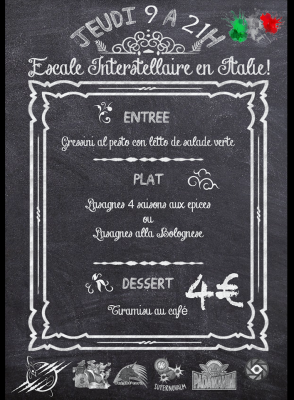 JEUDI 9 A 21H
Escale Interstellaire en Italie!
ENTREE
Gressini al pesto con letto de salade verte
PLAT
Lasagnes 4 saisons aux epices
ou
Lasagnes alla Bolognese
DESSERT
4€
Tiramisu au café
SUPERNOVALM